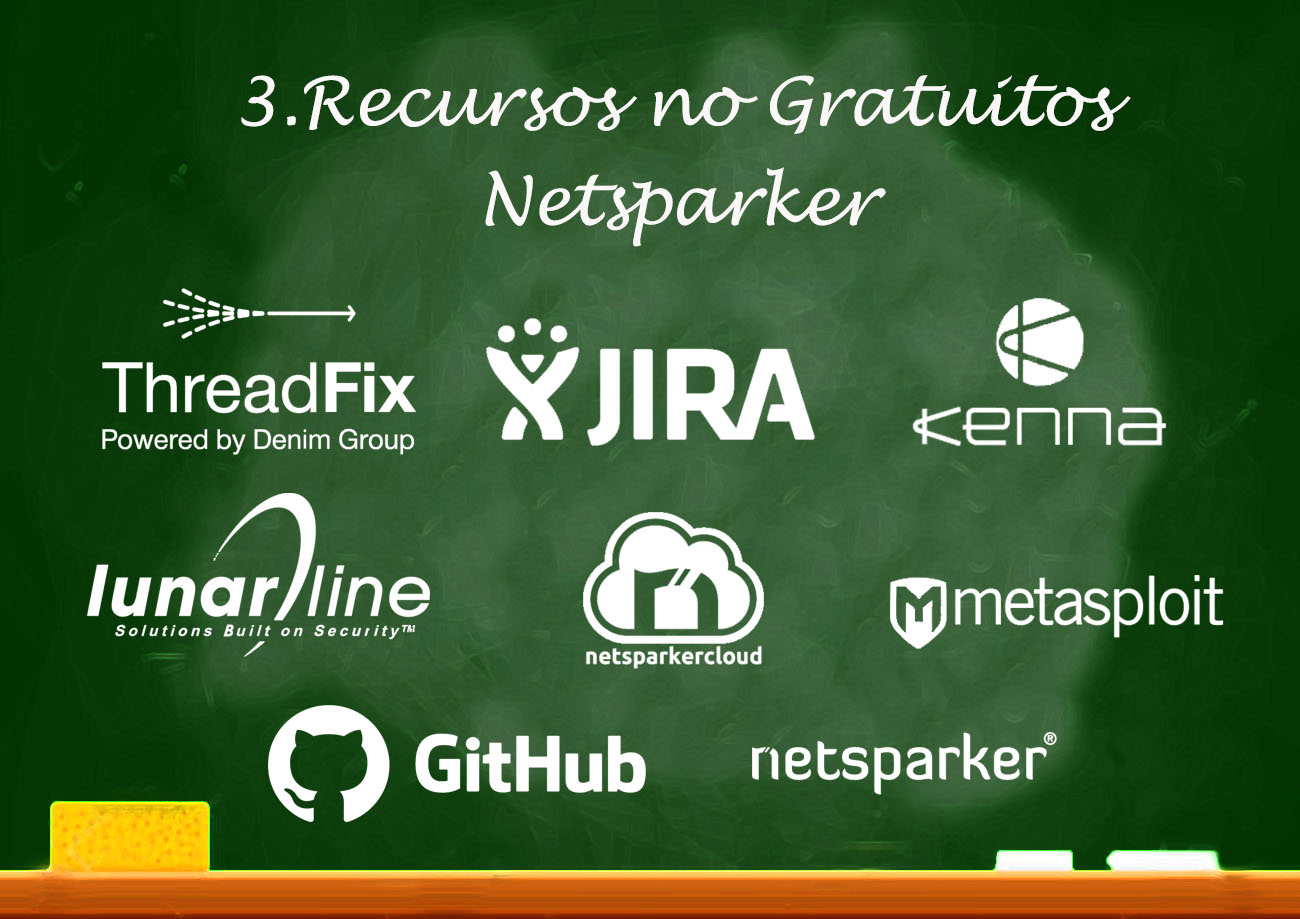 3.Recursos no Gratuitos
Netsparker
ThreadFix
Powered by Denim Group
JIRA
kenna
lunarline
Solutions Built on Security™
netsparkercloud
metasploit
GitHub
netsparker®